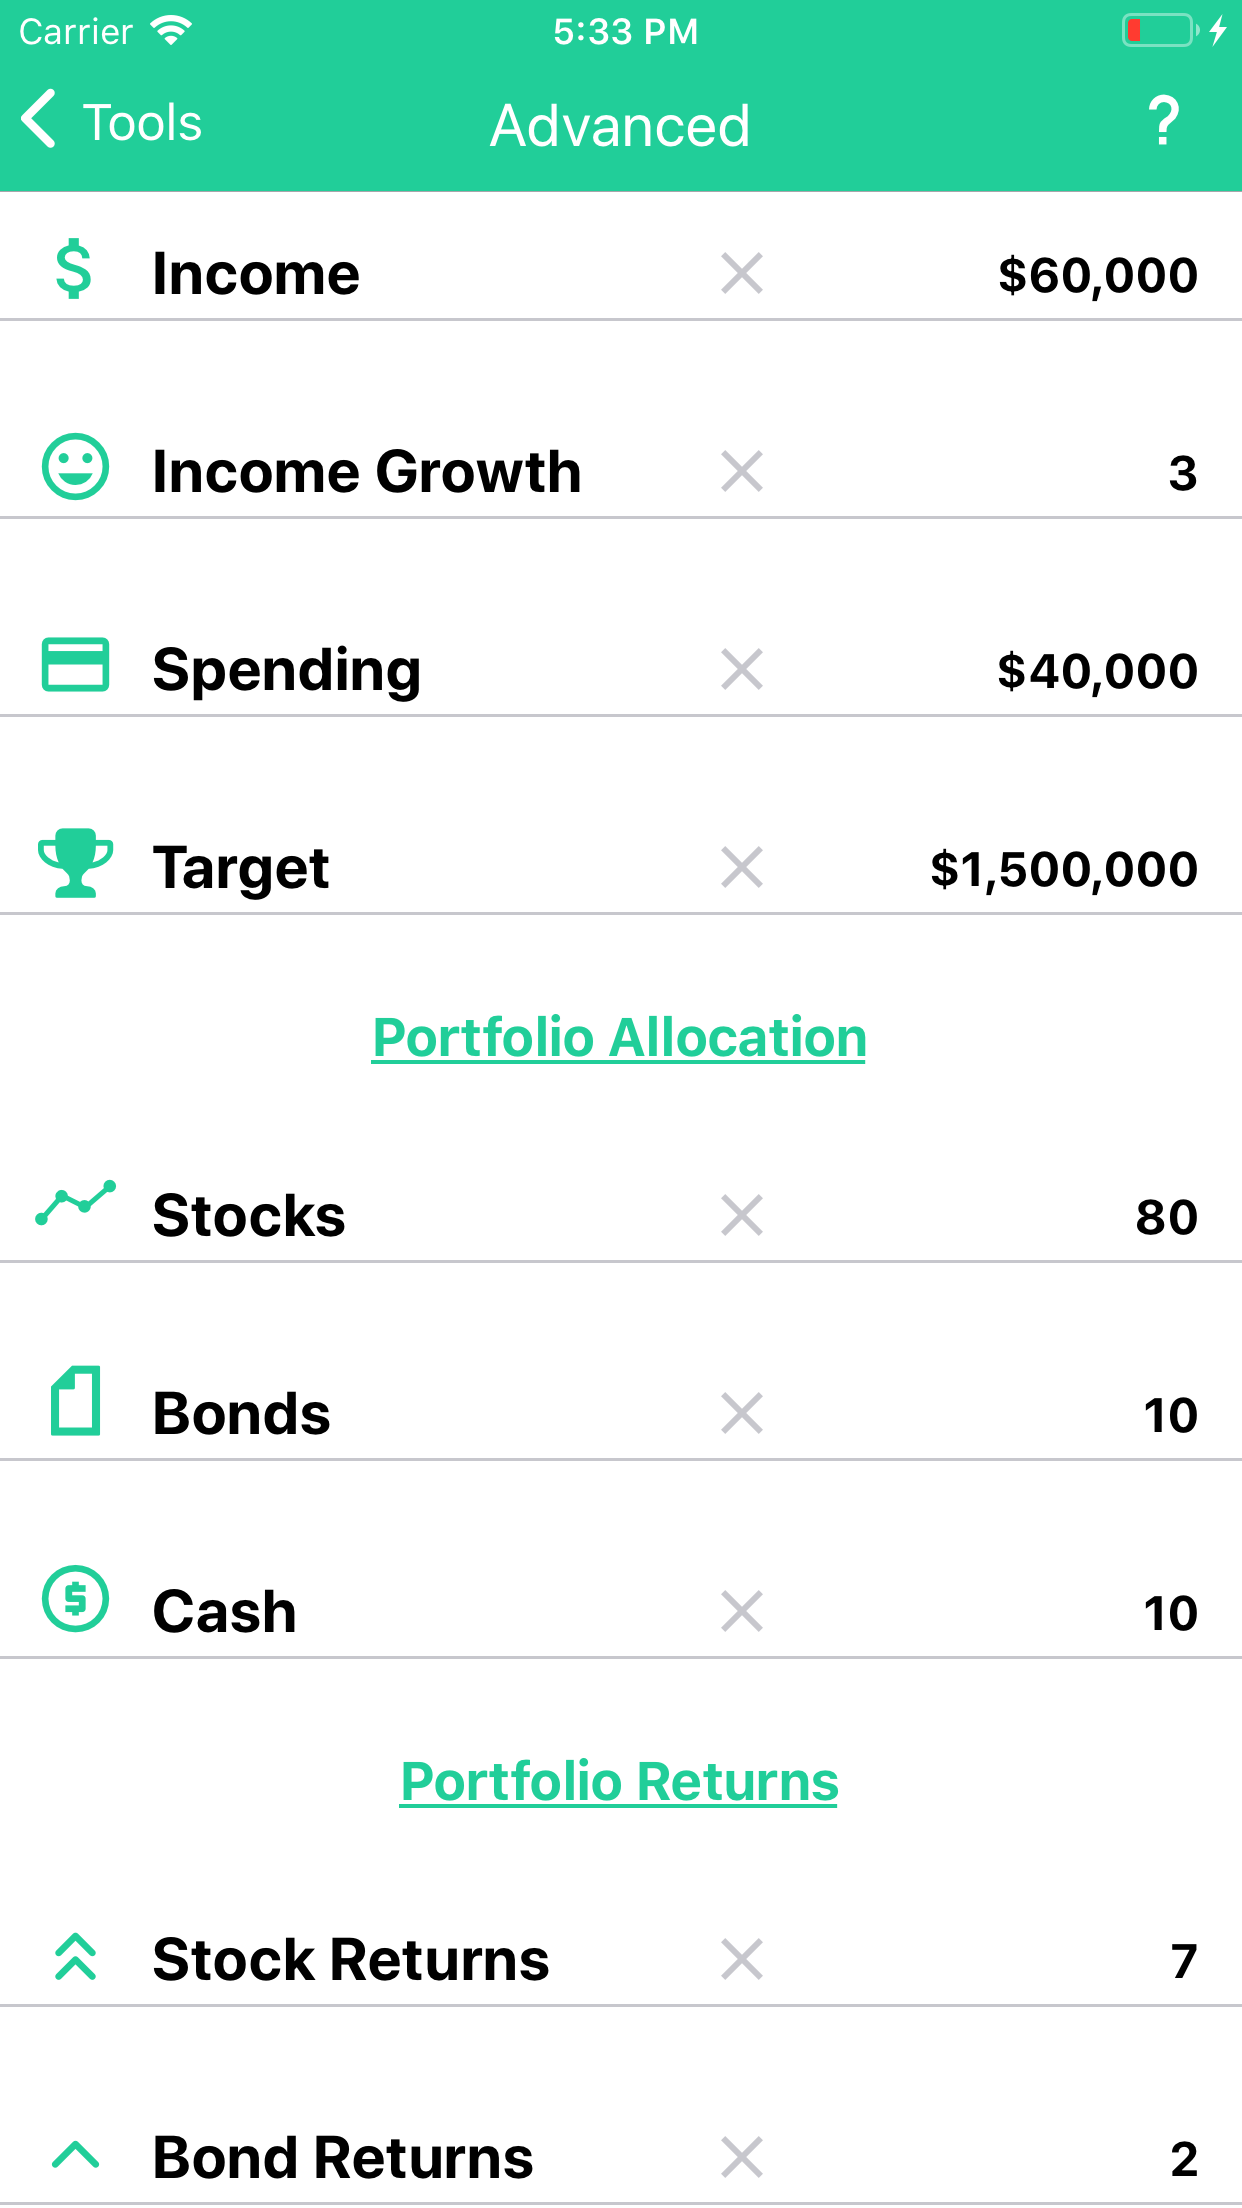 Carrier 5:33 PM
Tools Advanced ?
$ Income $60,000
Income Growth 3
Spending $40,000
Target $1,500,000
Portfolio Allocation
Stocks 80
Bonds 10
$ Cash 10
Portfolio Returns
Stock Returns 7
Bond Returns 2